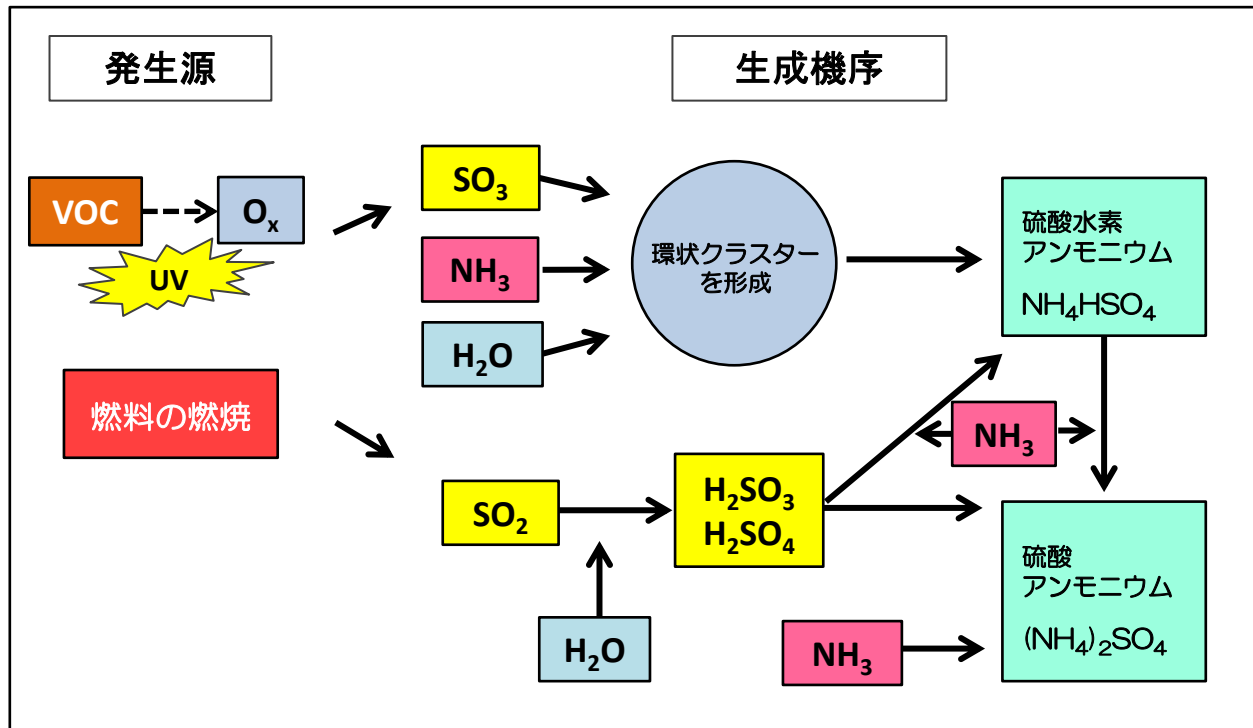 発生源
生成機序
VOC
Oₓ
UV
燃料の燃焼
SO₃
NH₃
H₂O
環状クラスター
を形成
硫酸水素
アンモニウム
NH₄HSO₄
NH₃
SO₂
H₂O
H₂SO₃
H₂SO₄
NH₃
硫酸
アンモニウム
(NH₄)₂SO₄